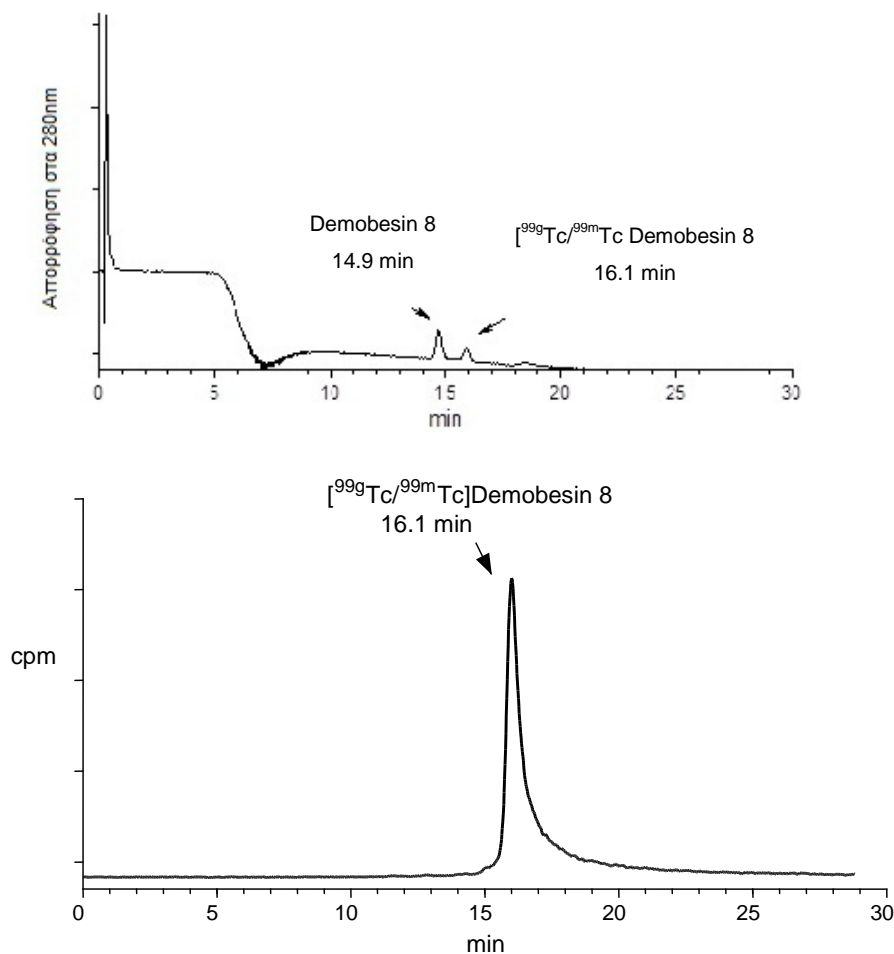 Απορρόφηση στα 280nm
Demobesin 8
14.9 min
[⁹⁹ᵍTc/⁹⁹ᵐTc Demobesin 8
16.1 min
0 5 10 15 20 25 30
min
[⁹⁹ᵍTc/⁹⁹ᵐTc]Demobesin 8
16.1 min
cpm
0 5 10 15 20 25 30
min